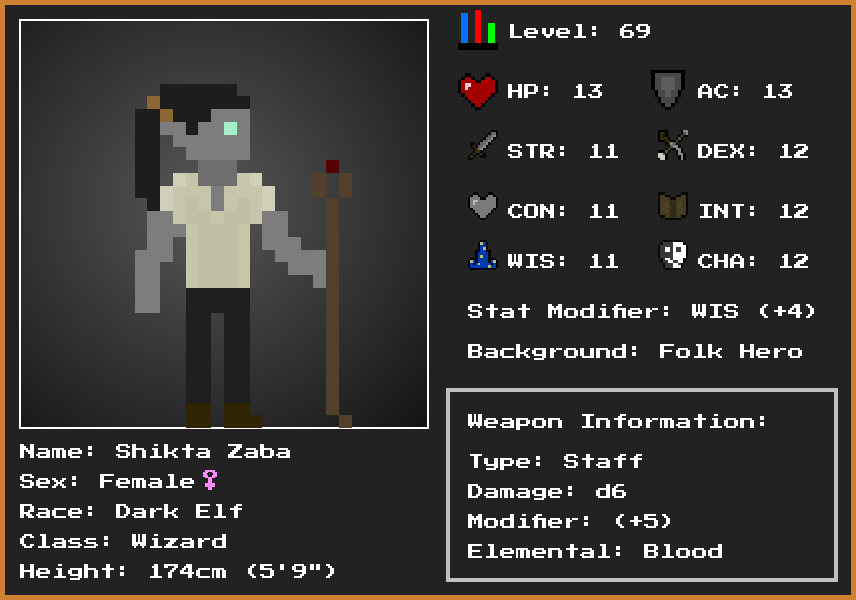 Level: 69
HP: 13 AC: 13
STR: 11 DEX: 12
CON: 11 INT: 12
WIS: 11 CHA: 12
Stat Modifier: WIS (+4)
Background: Folk Hero
Weapon Information:
Type: Staff
Damage: d6
Modifier: (+5)
Elemental: Blood
Name: Shikta Zaba
Sex: Female♀
Race: Dark Elf
Class: Wizard
Height: 174cm (5'9")